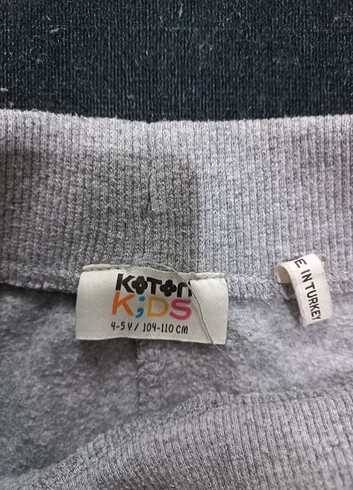 KOTON
KiDS
4-5 Y / 104-110 CM
IN TURKEY